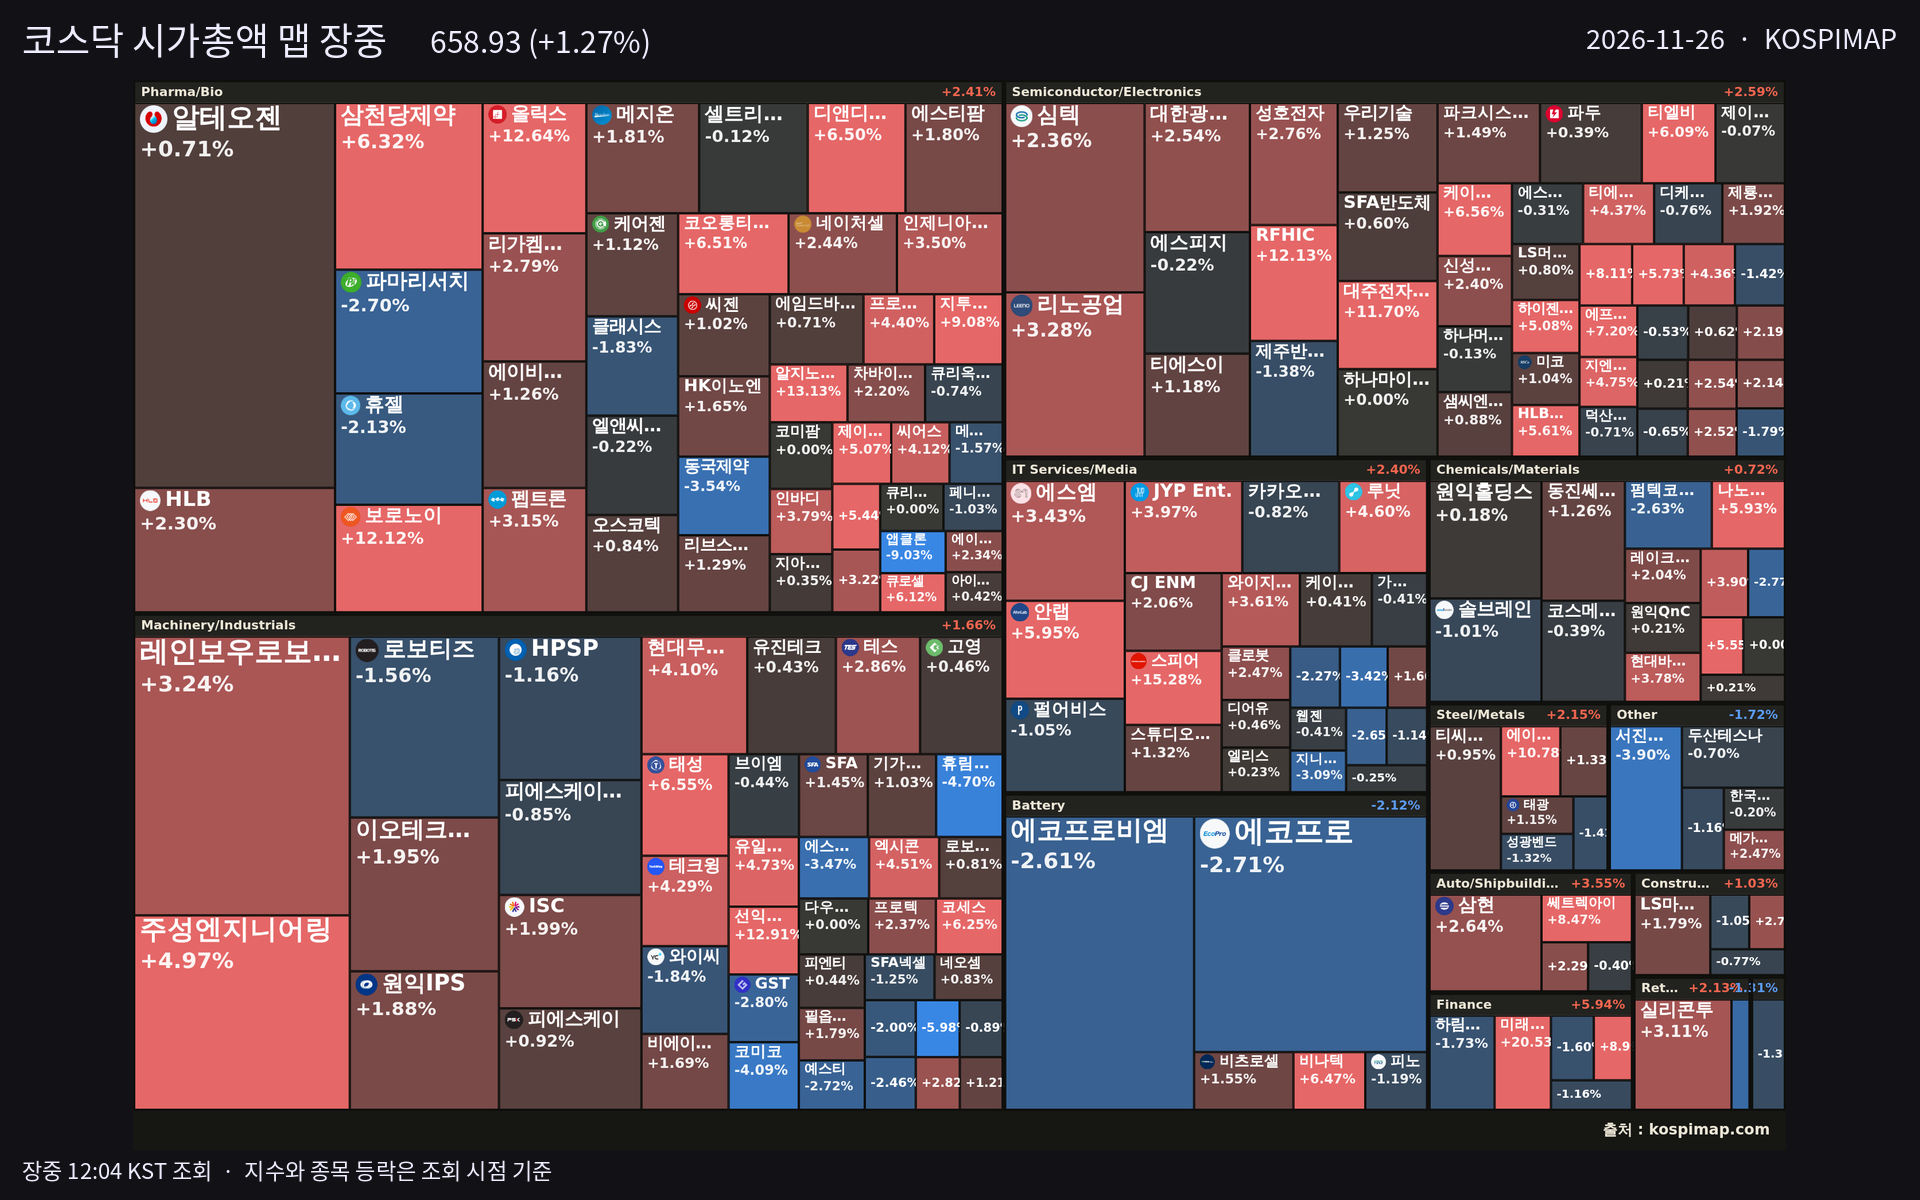 코스닥 시가총액 맵 장중 658.93 (+1.27%)
2026-11-26 · KOSPIMAP
Pharma/Bio +2.41%
알테오젠
+0.71%
HLB
+2.30%
삼천당제약
+6.32%
파마리서치
-2.70%
휴젤
-2.13%
보로노이
+12.12%
올릭스
+12.64%
리가켐...
+2.79%
에이비...
+1.26%
펩트론
+3.15%
메지온
+1.81%
셀트리...
-0.12%
디앤디...
+6.50%
에스티팜
+1.80%
케어젠
+1.12%
클래시스
-1.83%
엘앤씨...
-0.22%
오스코텍
+0.84%
코오롱티...
+6.51%
네이처셀
+2.44%
인제니아...
+3.50%
씨젠
+1.02%
HK이노엔
+1.65%
동국제약
-3.54%
리브스...
+1.29%
에임드바...
+0.71%
프로...
+4.40%
지투...
+9.08%
알지노...
+13.13%
차바이...
+2.20%
큐리옥...
-0.74%
코미팜
+0.00%
제이...
+5.07%
씨어스
+4.12%
메...
-1.57%
인바디
+3.79%
+5.44
큐리...
+0.00%
페니...
-1.03%
앱클론
-9.03%
에이...
+2.34%
지아...
+0.35%
+3.22
큐로셀
+6.12%
아이...
+0.42%
Semiconductor/Electronics +2.59%
심텍
+2.36%
리노공업
+3.28%
대한광...
+2.54%
에스피지
-0.22%
티에스이
+1.18%
성호전자
+2.76%
RFHIC
+12.13%
제주반...
-1.38%
우리기술
+1.25%
SFA반도체
+0.60%
대주전자...
+11.70%
하나마이...
+0.00%
파크시스...
+1.49%
파두
+0.39%
티엘비
+6.09%
제이...
-0.07%
케이...
+6.56%
에스...
-0.31%
티에...
+4.37%
디케...
-0.76%
제룡...
+1.92%
신성...
+2.40%
하나머...
-0.13%
샘씨엔...
+0.88%
LS머...
+0.80%
하이젠...
+5.08%
미코
+1.04%
HLB...
+5.61%
+8.11%
+5.73%
+4.36%
-1.42%
에프...
+7.20%
-0.53%
+0.62
+2.19
지엔...
+4.75%
+0.21%
+2.54%
+2.14
덕산...
-0.71%
-0.65%
+2.52%
-1.79%
Machinery/Industrials +1.66%
레인보우로보...
+3.24%
주성엔지니어링
+4.97%
로보티즈
-1.56%
이오테크...
+1.95%
원익IPS
+1.88%
HPSP
-1.16%
피에스케이...
-0.85%
ISC
+1.99%
피에스케이
+0.92%
현대무...
+4.10%
유진테크
+0.43%
테스
+2.86%
고영
+0.46%
태성
+6.55%
테크윙
+4.29%
와이씨
-1.84%
비에이...
+1.69%
브이엠
-0.44%
SFA
+1.45%
기가...
+1.03%
휴림...
-4.70%
유일...
+4.73%
에스...
-3.47%
엑시콘
+4.51%
로보...
+0.81%
선익...
+12.91%
다우...
+0.00%
프로텍
+2.37%
코세스
+6.25%
GST
-2.80%
코미코
-4.09%
피엔티
+0.44%
SFA넥셀
-1.25%
네오셈
+0.83%
필옵...
+1.79%
-2.00%
-5.98%
-0.89%
예스티
-2.72%
-2.46%
+2.82
+1.21
IT Services/Media +2.40%
에스엠
+3.43%
안랩
+5.95%
펄어비스
-1.05%
JYP Ent.
+3.97%
카카오...
-0.82%
루닛
+4.60%
CJ ENM
+2.06%
와이지...
+3.61%
케이...
+0.41%
가...
-0.41%
스피어
+15.28%
스튜디오...
+1.32%
클로봇
+2.47%
디어유
+0.46%
엘리스
+0.23%
-2.27%
-3.42%
+1.6
웹젠
-0.41%
-2.65
-1.14
지니...
-3.09%
-0.25%
Chemicals/Materials +0.72%
원익홀딩스
+0.18%
솔브레인
-1.01%
동진쎄...
+1.26%
코스메...
-0.39%
펌텍코...
-2.63%
나노...
+5.93%
레이크...
+2.04%
+3.90
-2.77
원익QnC
+0.21%
+5.55
+0.00
현대바...
+3.78%
+0.21%
Steel/Metals +2.15%
티씨...
+0.95%
에이...
+10.78
+1.33
태광
+1.15%
성광벤드
-1.32%
-1.4
Other -1.72%
서진...
-3.90%
두산테스나
-0.70%
-1.16
한국...
-0.20%
메가...
+2.47%
Battery -2.12%
에코프로비엠
-2.61%
에코프로
-2.71%
비츠로셀
+1.55%
비나텍
+6.47%
피노
-1.19%
Auto/Shipbuildi... +3.55%
삼현
+2.64%
쎄트렉아이
+8.47%
+2.29
-0.40
Constru... +1.03%
LS마...
+1.79%
-1.05
+2.7
-0.77%
Finance +5.94%
하림...
-1.73%
미래...
+20.53
-1.60
+8.9
-1.16%
Ret... +2.13%
실리콘투
+3.11%
-1.3
출처 : kospimap.com
장중 12:04 KST 조회 · 지수와 종목 등락은 조회 시점 기준